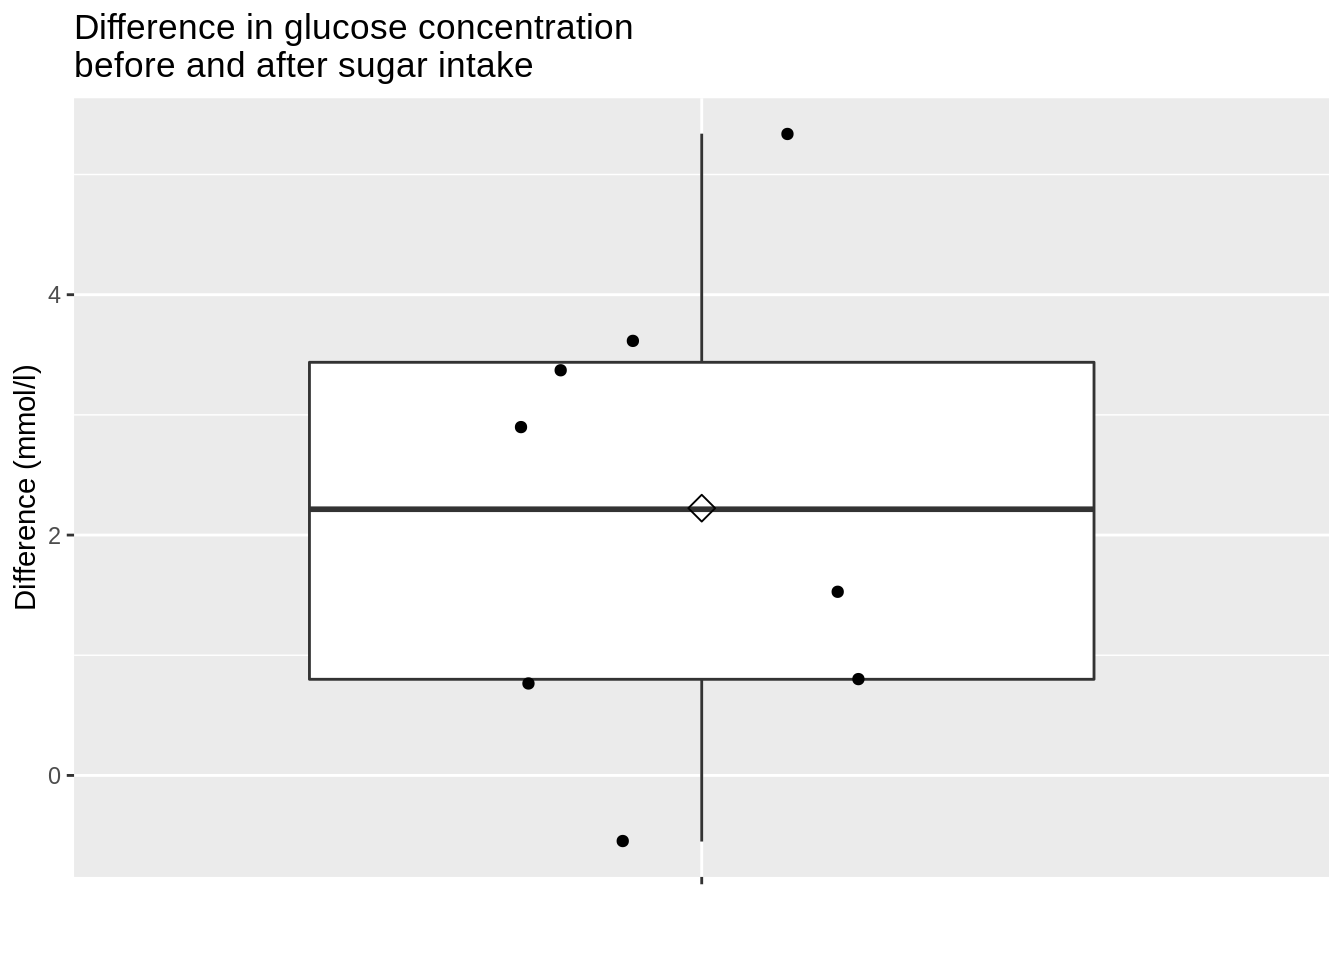 Difference in glucose concentration
before and after sugar intake
4
2
0
Difference (mmol/l)